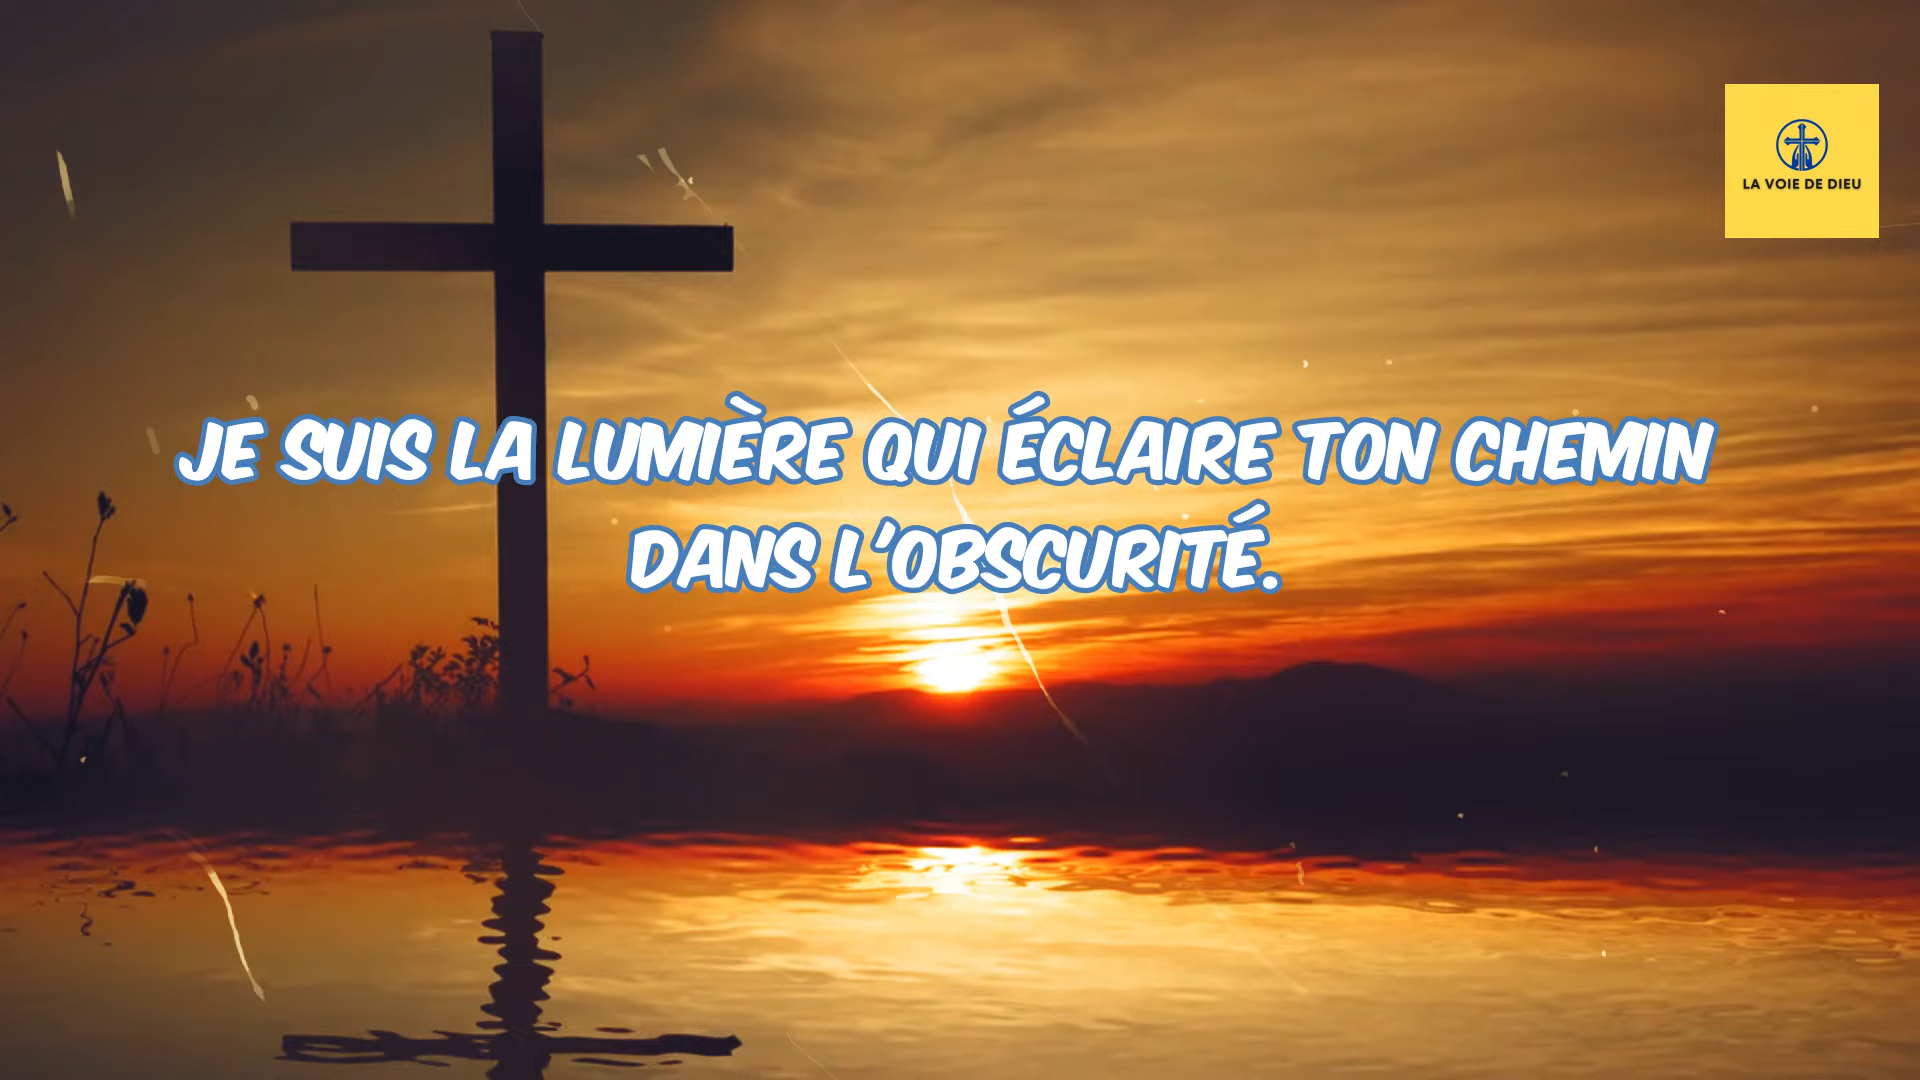 LA VOIE DE DIEU
JE SUIS LA LUMIÈRE QUI ÉCLAIRE TON CHEMIN
DANS L'OBSCURITÉ.